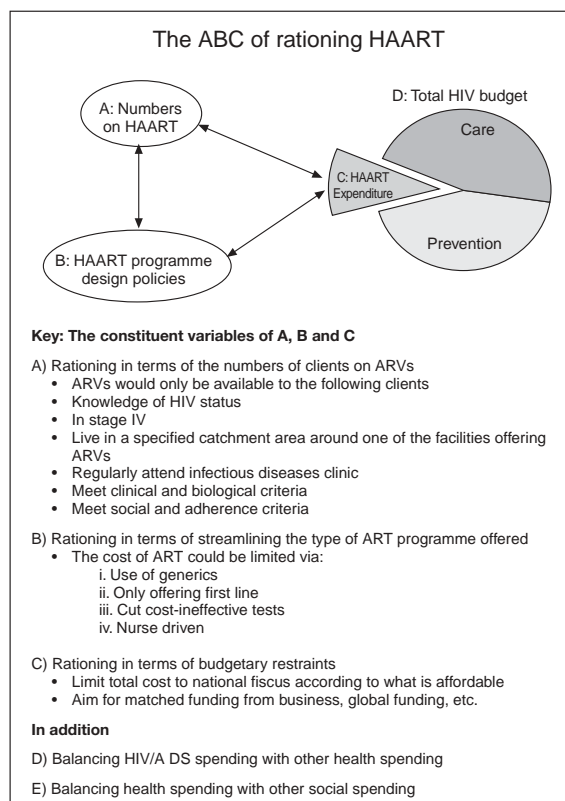 The ABC of rationing HAART
A: Numbers
on HAART
D: Total HIV budget
Care
C: HAART
Expenditure
Prevention
B: HAART programme
design policies
Key: The constituent variables of A, B and C
A) Rationing in terms of the numbers of clients on ARVs
• ARVs would only be available to the following clients
• Knowledge of HIV status
• In stage IV
• Live in a specified catchment area around one of the facilities offering
ARVs
• Regularly attend infectious diseases clinic
• Meet clinical and biological criteria
• Meet social and adherence criteria
B) Rationing in terms of streamlining the type of ART programme offered
• The cost of ART could be limited via:
i. Use of generics
ii. Only offering first line
iii. Cut cost-ineffective tests
iv. Nurse driven
C) Rationing in terms of budgetary restraints
• Limit total cost to national fiscus according to what is affordable
• Aim for matched funding from business, global funding, etc.
In addition
D) Balancing HIV/A DS spending with other health spending
E) Balancing health spending with other social spending